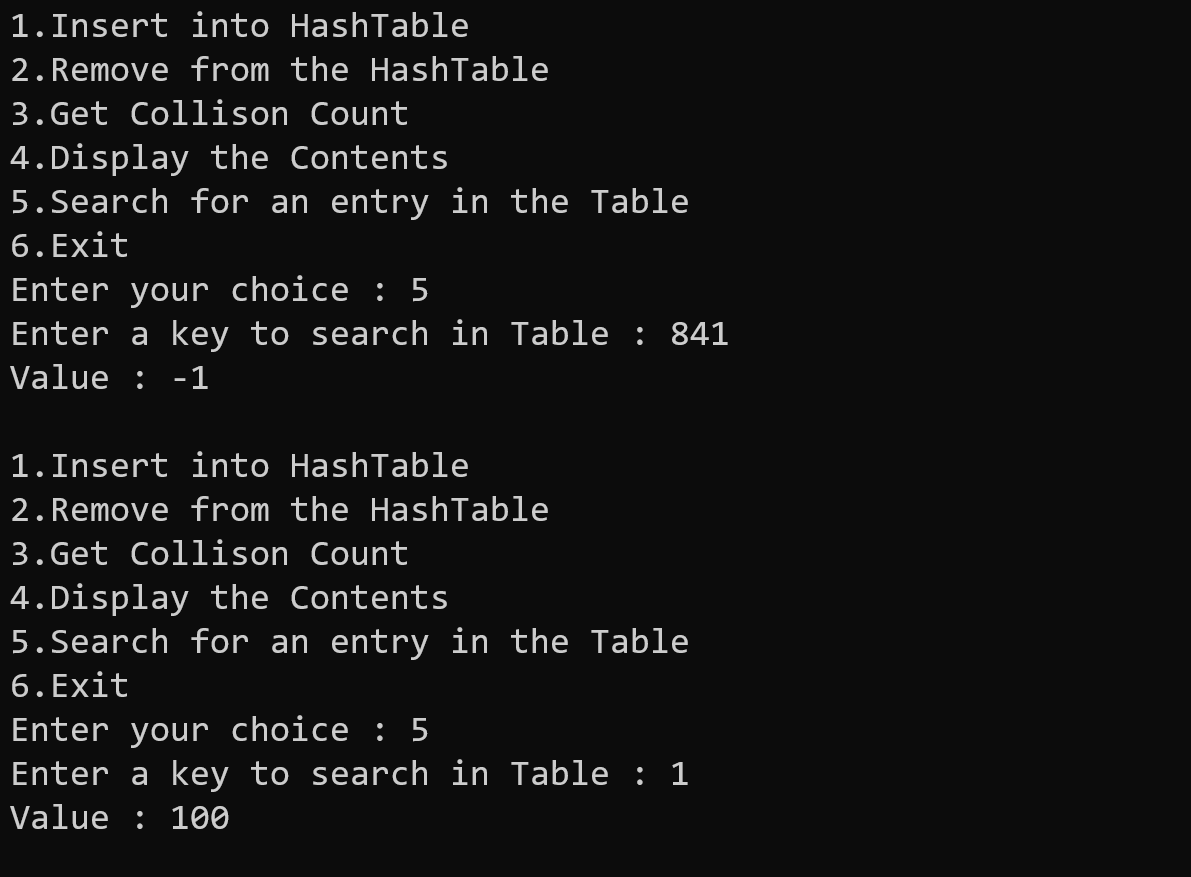 1.Insert into HashTable
2.Remove from the HashTable
3.Get Collison Count
4.Display the Contents
5.Search for an entry in the Table
6.Exit
Enter your choice : 5
Enter a key to search in Table : 841
Value : -1

1.Insert into HashTable
2.Remove from the HashTable
3.Get Collison Count
4.Display the Contents
5.Search for an entry in the Table
6.Exit
Enter your choice : 5
Enter a key to search in Table : 1
Value : 100